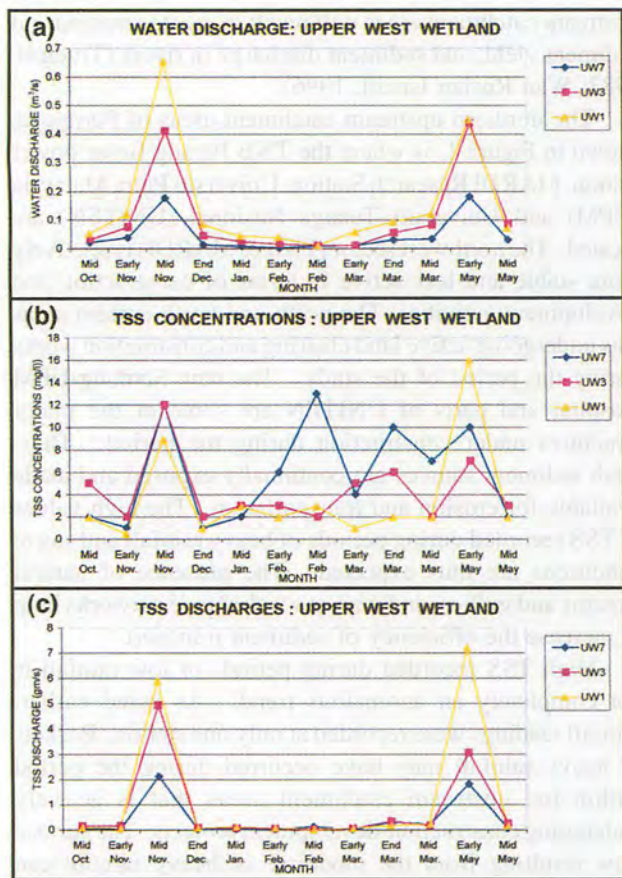 (a) WATER DISCHARGE: UPPER WEST WETLAND
WATER DISCHARGE (m³/s)
0.7
0.6
0.5
0.4
0.3
0.2
0.1
0
UW7
UW3
UW1
Mid Early Mid End Mid Early Mid Early End Mid Early Mid
Oct. Nov. Nov Dec. Jan Feb. Feb Mar. Mar. Mar. May May
MONTH
(b) TSS CONCENTRATIONS : UPPER WEST WETLAND
TSS CONCENTRATIONS (mg/l)
18
16
14
12
10
8
6
4
2
0
UW7
UW3
UW1
Mid Early Mid End Mid Early Mid Early End Mid Early Mid
Oct. Nov. Nov Dec. Jan. Feb. Feb Mar. Mar. Mar. May May
MONTH
(c) TSS DISCHARGES : UPPER WEST WETLAND
TSS DISCHARGE (gm/s)
8
7
6
5
4
3
2
1
0
UW7
UW3
UW1
Mid Early Mid End Mid Early Mid Early End Mid Early Mid
Oct. Nov. Nov Dec. Jan. Feb. Feb Mar. Mar. Mar. May May
MONTH